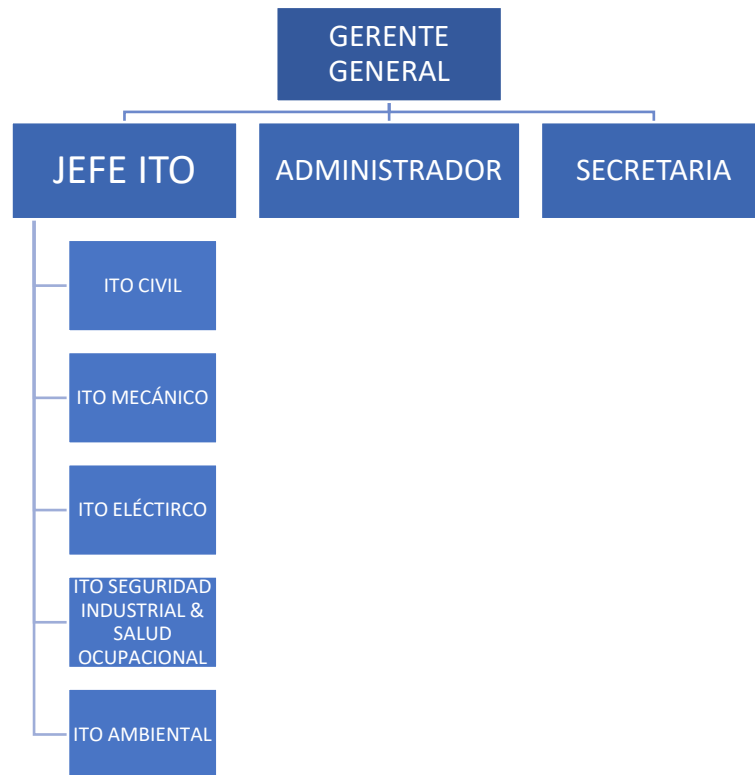 GERENTE
GENERAL
JEFE ITO
ADMINISTRADOR
SECRETARIA
ITO CIVIL
ITO MECÁNICO
ITO ELÉCTIRCO
ITO SEGURIDAD
INDUSTRIAL &
SALUD
OCUPACIONAL
ITO AMBIENTAL